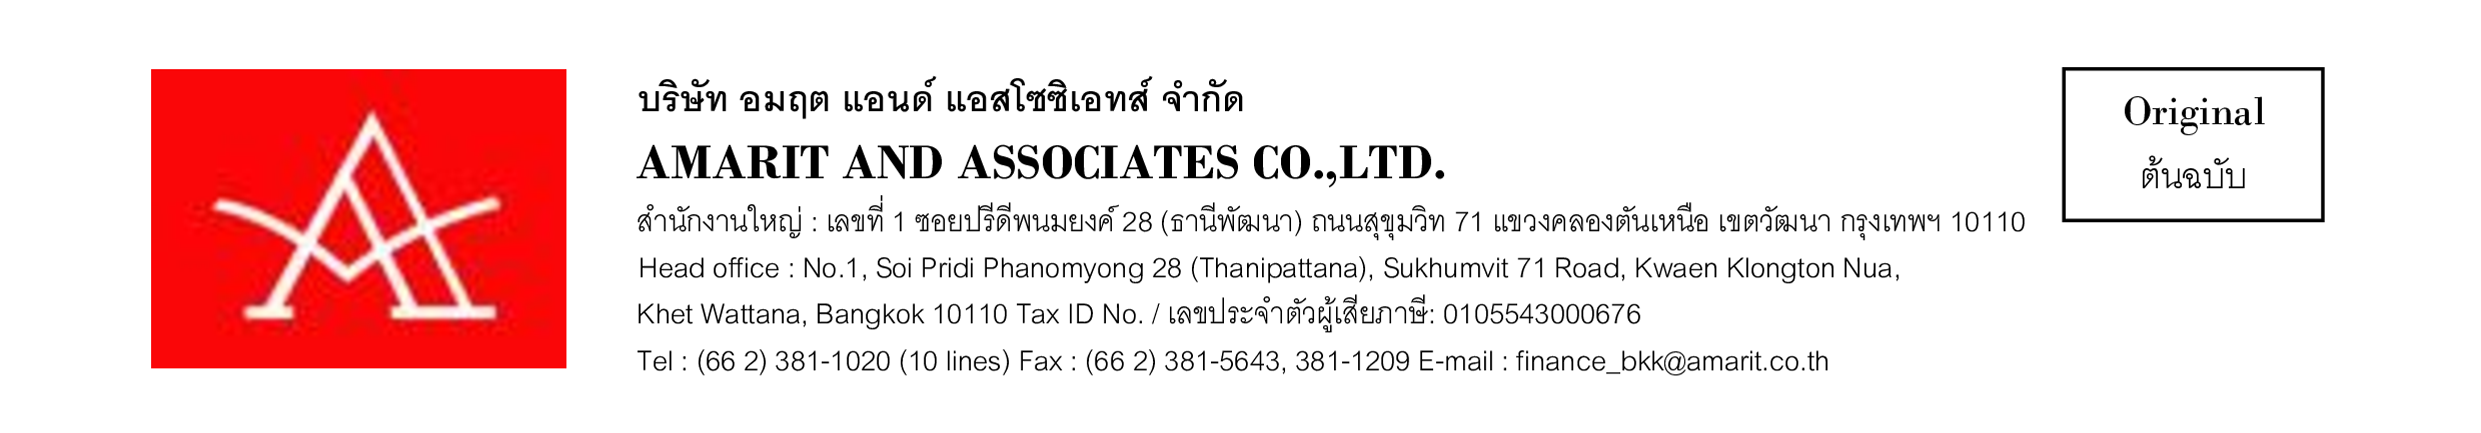 บริษัท อมฤต แอนด์ แอสโซซิเอทส์ จำกัด
AMARIT AND ASSOCIATES CO.,LTD.
สำนักงานใหญ่ : เลขที่ 1 ซอยปรีดีพนมยงค์ 28 (ธานีพัฒนา) ถนนสุขุมวิท 71 แขวงคลองตันเหนือ เขตวัฒนา กรุงเทพฯ 10110
Head office : No.1, Soi Pridi Phanomyong 28 (Thanipattana), Sukhumvit 71 Road, Kwaen Klongton Nua,
Khet Wattana, Bangkok 10110 Tax ID No. / เลขประจำตัวผู้เสียภาษี: 0105543000676
Tel : (66 2) 381-1020 (10 lines) Fax : (66 2) 381-5643, 381-1209 E-mail : finance_bkk@amarit.co.th
Original
ต้นฉบับ